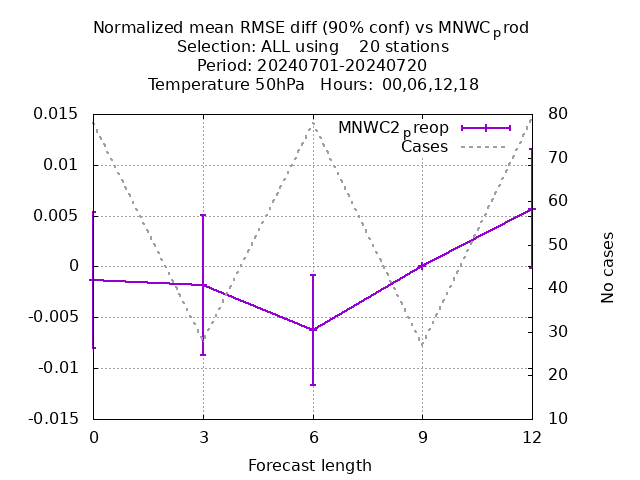 Normalized mean RMSE diff (90% conf) vs MNWC_prod
Selection: ALL using    20 stations
Period: 20240701-20240720
Temperature 50hPa   Hours: 00,06,12,18
MNWC2_preop
Cases
0.015
0.01
0.005
0
-0.005
-0.01
-0.015
80
70
60
50
40
30
20
10
No cases
0 3 6 9 12
Forecast length